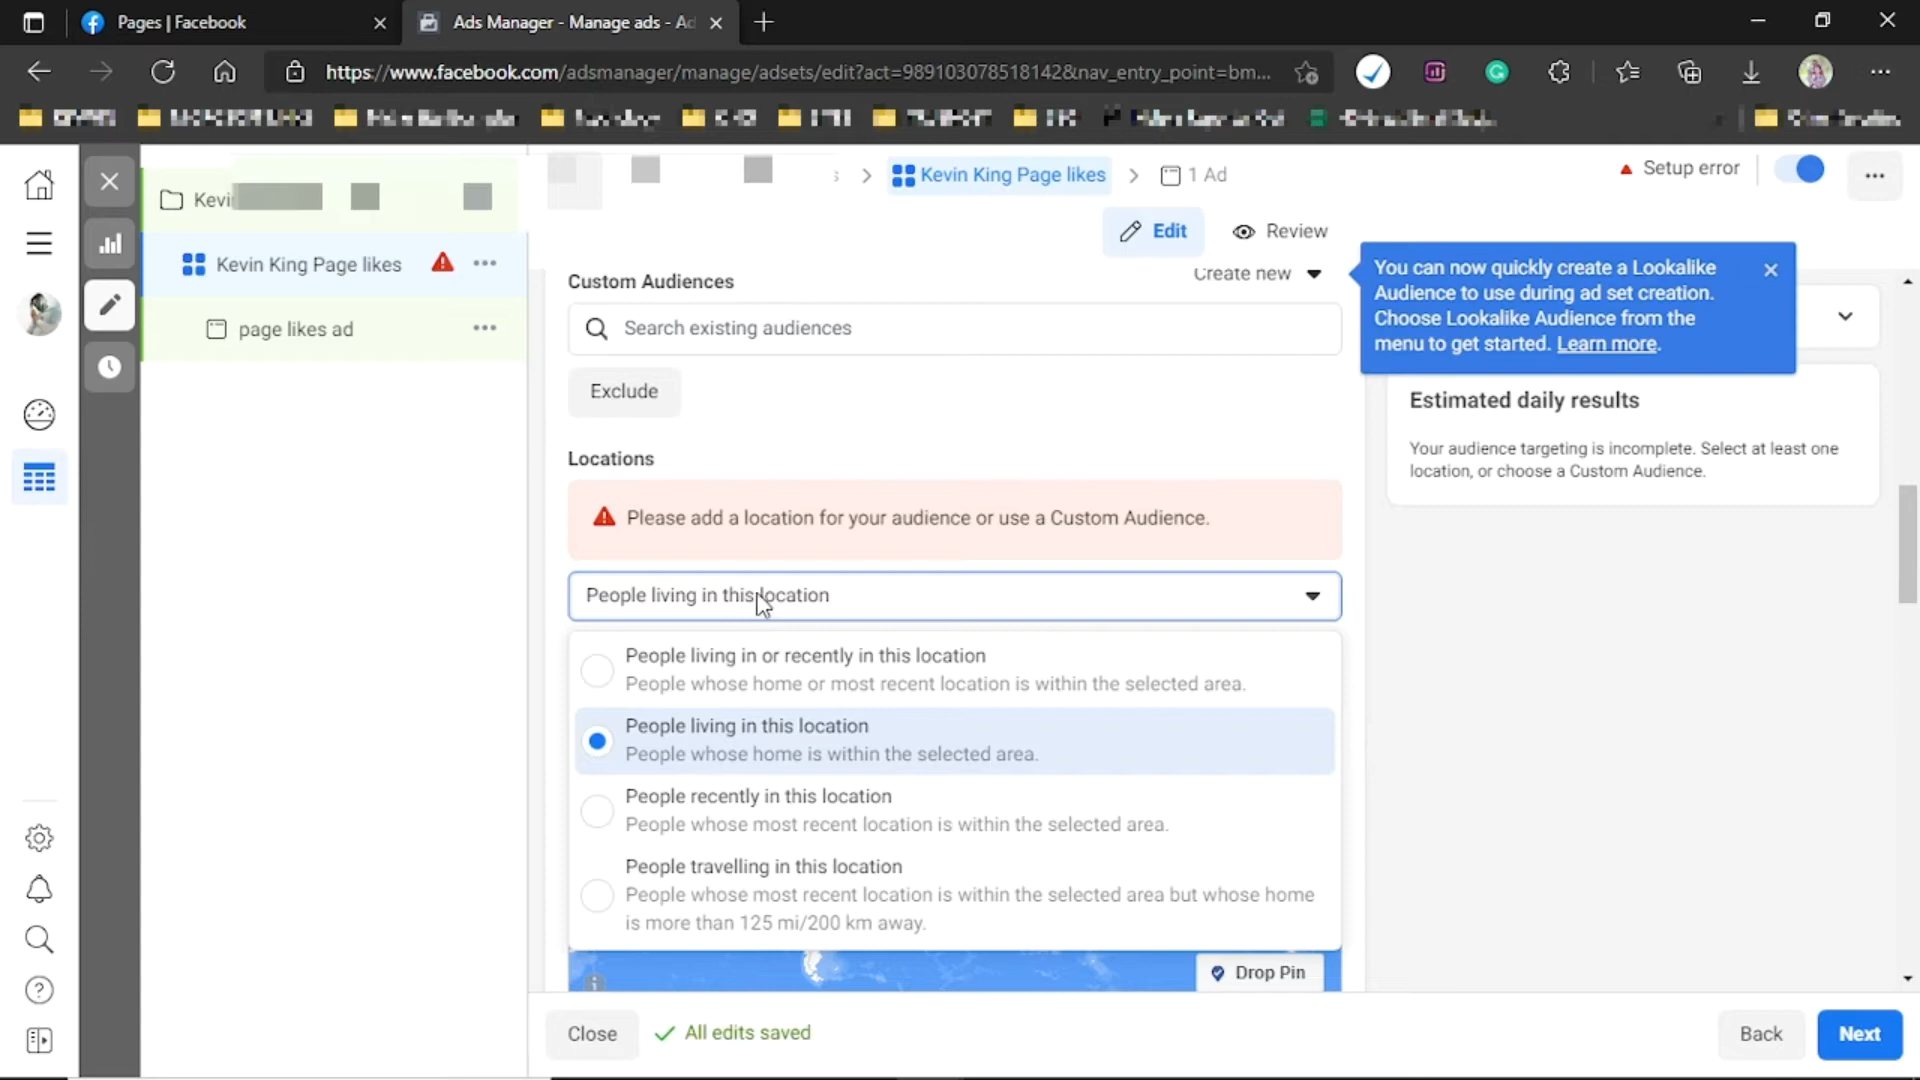 Pages | Facebook
Ads Manager - Manage ads - Ad
https://www.facebook.com/adsmanager/manage/adsets/edit?act=989103078518142&nav_entry_point=bm...
Kevin King Page likes
1 Ad
Setup error
Kevi
Edit
Review
Kevin King Page likes
page likes ad
Custom Audiences
Create new
Search existing audiences
Exclude
You can now quickly create a Lookalike
Audience to use during ad set creation.
Choose Lookalike Audience from the
menu to get started. Learn more.
Estimated daily results
Your audience targeting is incomplete. Select at least one
location, or choose a Custom Audience.
Locations
Please add a location for your audience or use a Custom Audience.
People living in this location
People living in or recently in this location
People whose home or most recent location is within the selected area.
People living in this location
People whose home is within the selected area.
People recently in this location
People whose most recent location is within the selected area.
People travelling in this location
People whose most recent location is within the selected area but whose home
is more than 125 mi/200 km away.
Drop Pin
Close
All edits saved
Back
Next